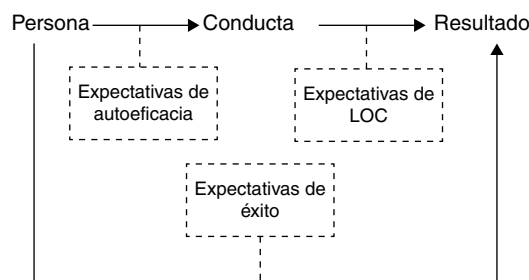 Persona Conducta Resultado
Expectativas de
autoeficacia
Expectativas de
LOC
Expectativas de
éxito